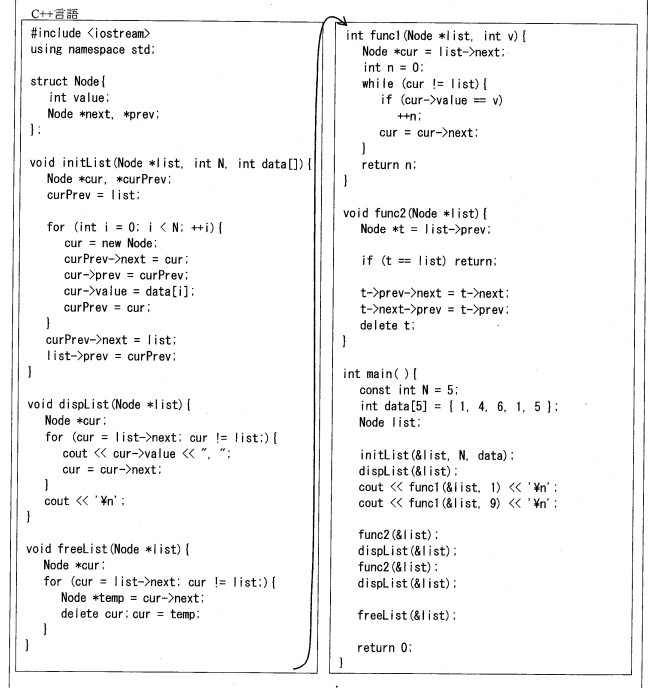 C++言語
#include <iostream>
using namespace std;
struct Node{
int value;
Node *next, *prev;
};
void initList(Node *list, int N, int data[]){
Node *cur, *curPrev;
curPrev = list;
for (int i = 0; i < N; ++i){
cur = new Node;
curPrev->next = cur;
cur->prev = curPrev;
cur->value = data[i];
curPrev = cur;
}
curPrev->next = list;
list->prev = curPrev;
}
void dispList(Node *list){
Node *cur;
for (cur = list->next; cur != list;){
cout << cur->value << ", ";
cur = cur->next;
}
cout << '¥n';
}
void freeList(Node *list){
Node *cur;
for (cur = list->next; cur != list;){
Node *temp = cur->next;
delete cur; cur = temp;
}
}
int func1(Node *list, int v){
Node *cur = list->next;
int n = 0;
while (cur != list){
if (cur->value == v)
++n;
cur = cur->next;
}
return n;
}
void func2(Node *list){
Node *t = list->prev;
if (t == list) return;
t->prev->next = t->next;
t->next->prev = t->prev;
delete t;
}
int main( ){
const int N = 5;
int data[5] = { 1, 4, 6, 1, 5 };
Node list;
initList(&list, N, data);
dispList(&list);
cout << func1(&list, 1) << '¥n';
cout << func1(&list, 9) << '¥n';
func2(&list);
dispList(&list);
func2(&list);
dispList(&list);
freeList(&list);
return 0;
}